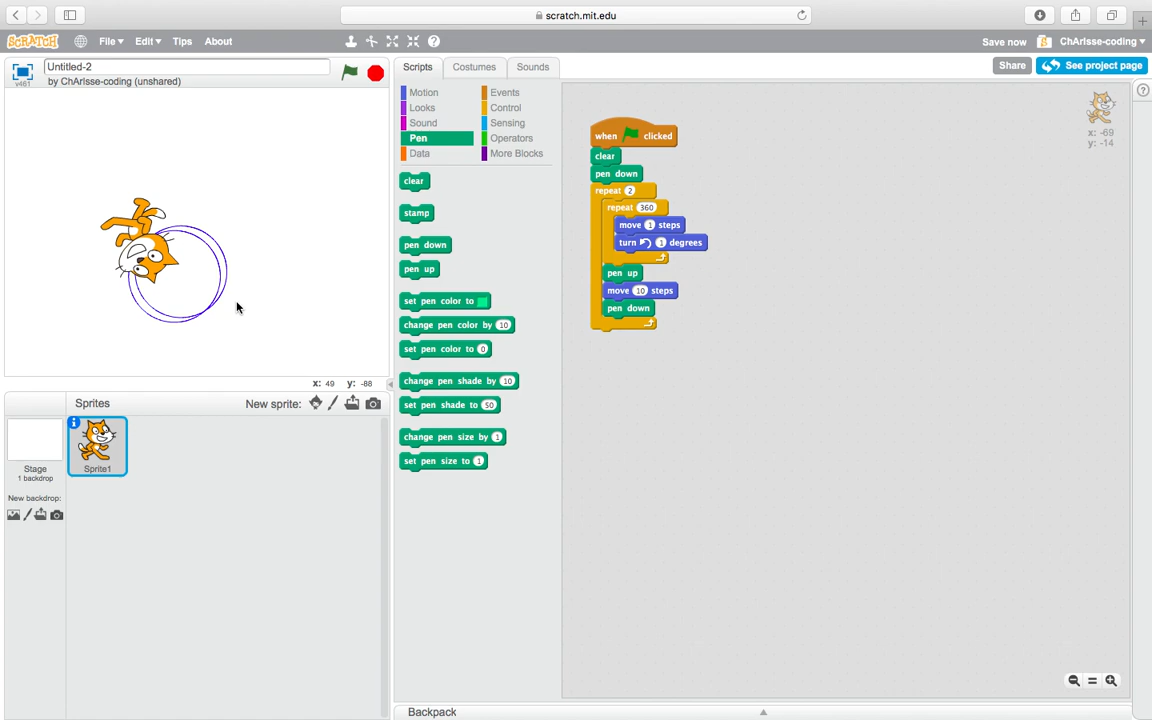 scratch.mit.edu
SCRATCH File Edit Tips About Save now ChArIsse-coding
Untitled-2
by ChArIsse-coding (unshared)
v461
Scripts Costumes Sounds
Share See project page
Motion Events
Looks Control
Sound Sensing
Pen Operators
Data More Blocks
clear
stamp
pen down
pen up
set pen color to
change pen color by 10
set pen color to 0
change pen shade by 10
set pen shade to 50
change pen size by 1
set pen size to 1
when clicked
clear
pen down
repeat 2
repeat 360
move 1 steps
turn 1 degrees
pen up
move 10 steps
pen down
x: -69
y: -14
?
x: 49 y: -88
Sprites New sprite:
Stage
1 backdrop
New backdrop:
i
Sprite1
Backpack